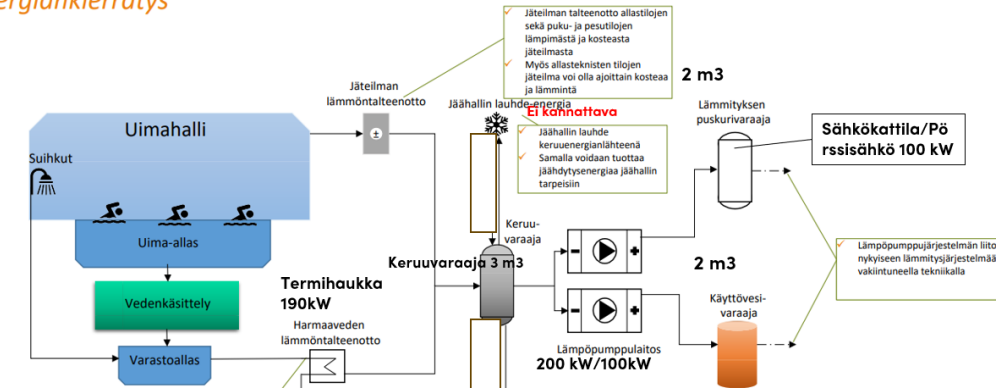 ergiankierrätys
Jäteilman talteenotto allastilojen
sekä puku- ja pesutilojen
lämpimästä ja kosteasta
jäteilmasta
Myös allasteknisten tilojen
jäteilma voi olla ajoittain kosteaa
ja lämmintä
2 m3
Jäteilman
lämmöntalteenotto
Jäähallin lauhde-energia
Ei kannattava
Lämmityksen
puskurivaraaja
Uimahalli
Jäähallin lauhde
keruuenergianlähteenä
Samalla voidaan tuottaa
jäähdytysenergiaa jäähallin
tarpeisiin
Sähkökattila/Pö
rssisähkö 100 kW
Suihkut
Keruu-
varaaja
Uima-allas
Keruuvaraaja 3 m3
2 m3
Lämpöpumppujärjestelmän liito
nykyiseen lämmitysjärjestelmää
vakiintuneella tekniikalla
Termihaukka
190kW
Vedenkäsittely
Käyttövesi-
varaaja
Harmaaveden
lämmöntalteenotto
Lämpöpumppulaitos
200 kW/100kW
Varastoallas